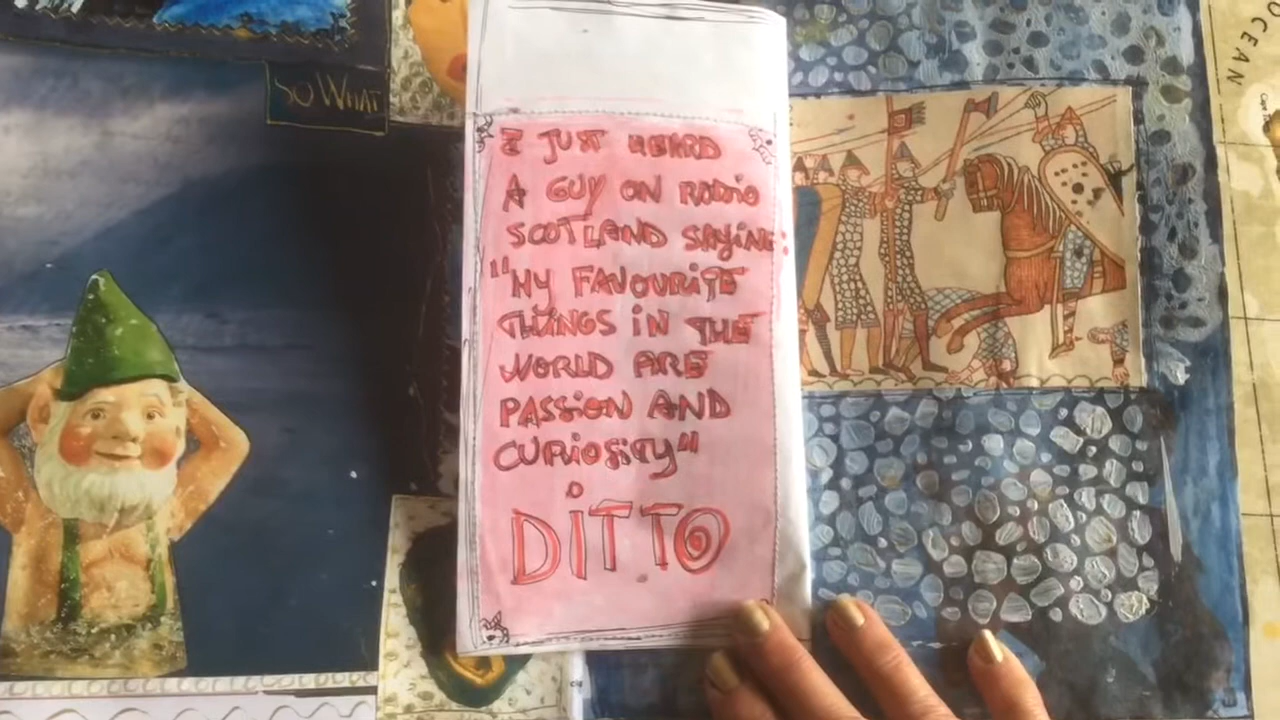 SO WHAT
I JUST HEARD
A GUY ON RADIO
SCOTLAND SAYING:
"MY FAVOURITE
THINGS IN THE
WORLD ARE
PASSION AND
CURIOSITY"
DITTO
OCEAN